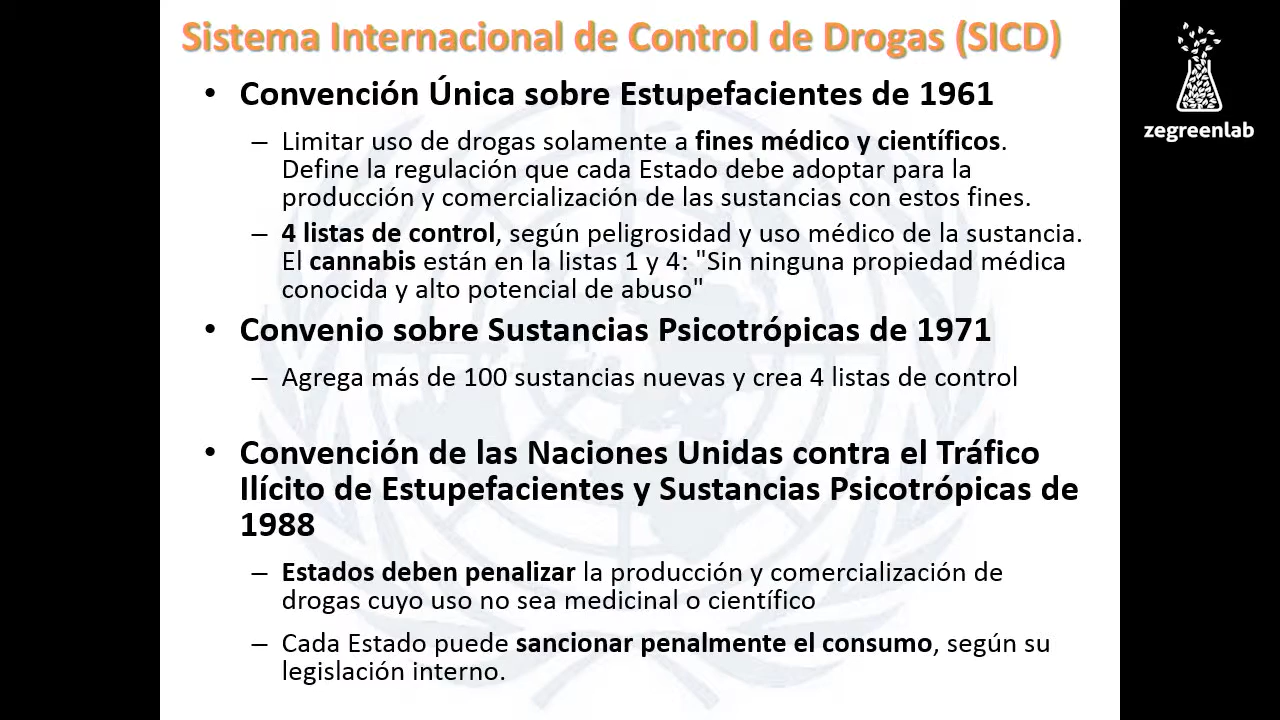 Sistema Internacional de Control de Drogas (SICD)
• Convención Única sobre Estupefacientes de 1961
– Limitar uso de drogas solamente a fines médico y científicos.
Define la regulación que cada Estado debe adoptar para la
producción y comercialización de las sustancias con estos fines.
– 4 listas de control, según peligrosidad y uso médico de la sustancia.
El cannabis están en la listas 1 y 4: "Sin ninguna propiedad médica
conocida y alto potencial de abuso"
• Convenio sobre Sustancias Psicotrópicas de 1971
– Agrega más de 100 sustancias nuevas y crea 4 listas de control
• Convención de las Naciones Unidas contra el Tráfico
Ilícito de Estupefacientes y Sustancias Psicotrópicas de
1988
– Estados deben penalizar la producción y comercialización de
drogas cuyo uso no sea medicinal o científico
– Cada Estado puede sancionar penalmente el consumo, según su
legislación interno.
zegreenlab